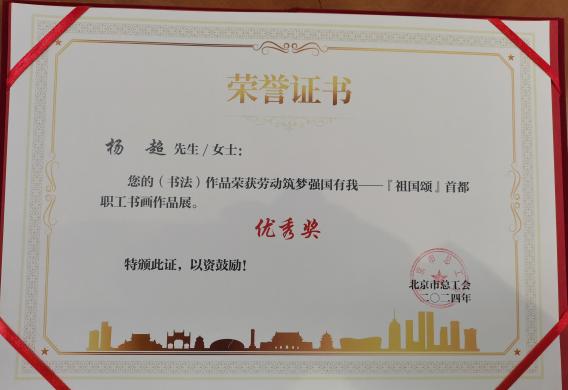 荣誉证书
杨 超 先生/女士：
您的（书法）作品荣获劳动筑梦强国有我——『祖国颂』首都
职工书画作品展。
优秀奖
特颁此证，以资鼓励！
北京市总工会
二〇二四年